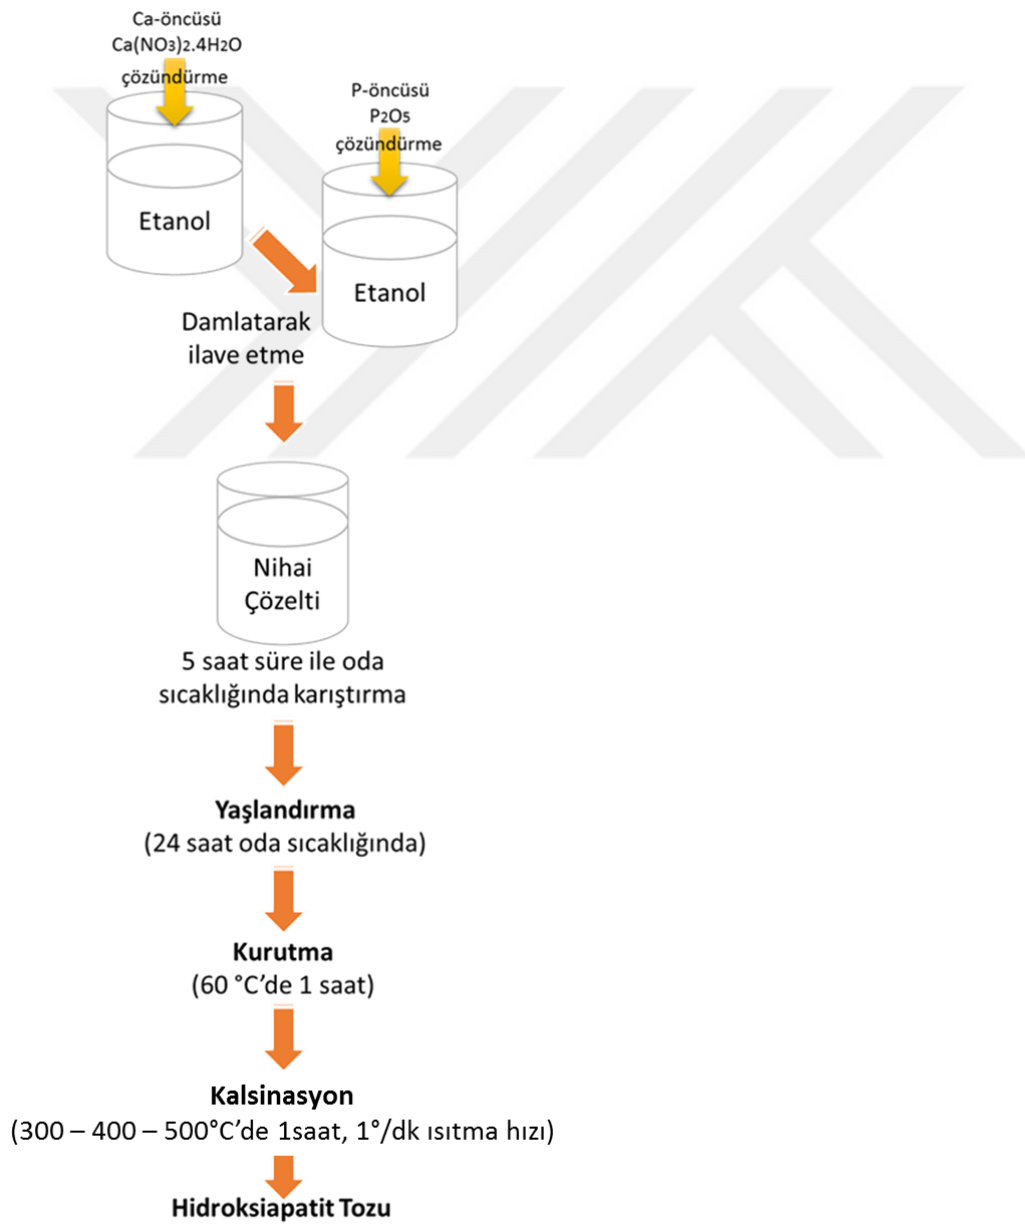 Ca-öncüsü
Ca(NO3)2.4H2O
çözündürme
Etanol
P-öncüsü
P2O5
çözündürme
Etanol
Damlatarak
ilave etme
Nihai
Çözelti
5 saat süre ile oda
sıcaklığında karıştırma
Yaşlandırma
(24 saat oda sıcaklığında)
Kurutma
(60 °C’de 1 saat)
Kalsinasyon
(300 – 400 – 500°C’de 1saat, 1°/dk ısıtma hızı)
Hidroksiapatit Tozu